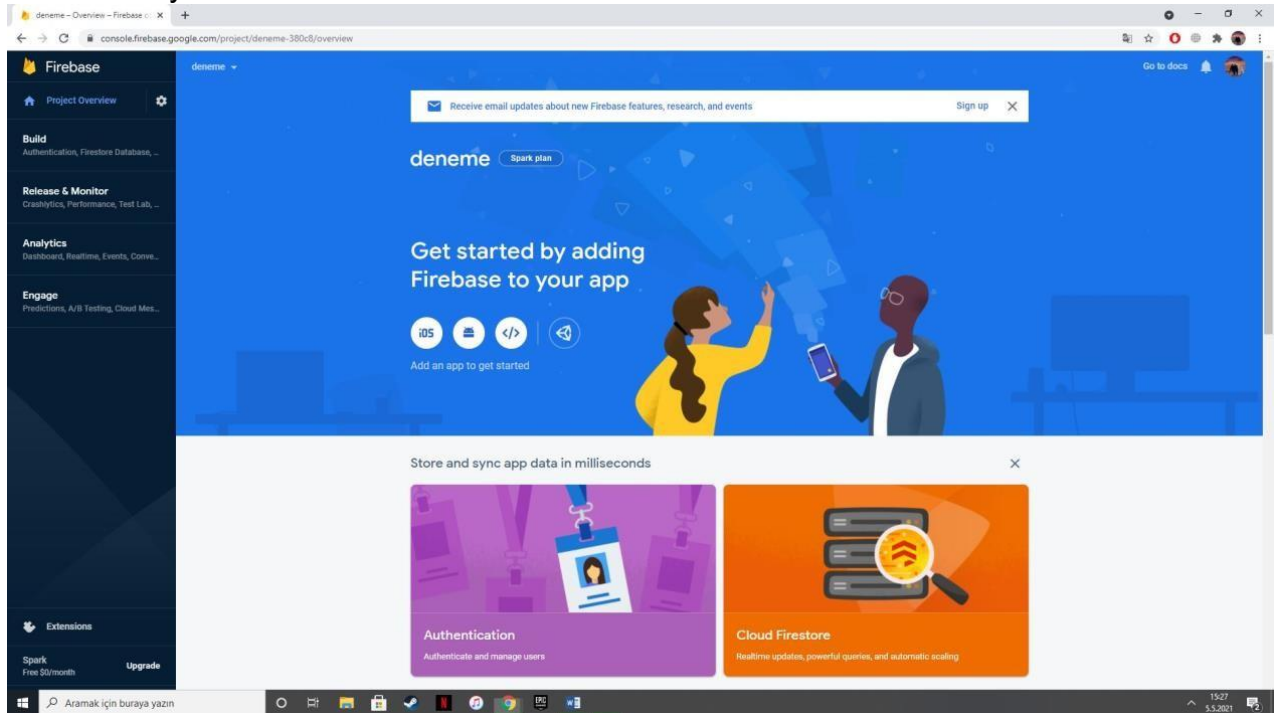 deneme – Overview – Firebase c
console.firebase.google.com/project/deneme-380c8/overview
Firebase
deneme
Go to docs
Project Overview
Receive email updates about new Firebase features, research, and events
Sign up
Build
Authentication, Firestore Database, ...
deneme
Spark plan
Release & Monitor
Crashlytics, Performance, Test Lab, ...
Analytics
Dashboard, Realtime, Events, Conve...
Get started by adding
Firebase to your app
Engage
Predictions, A/B Testing, Cloud Mes...
iOS
Add an app to get started
Store and sync app data in milliseconds
Authentication
Authenticate and manage users
Cloud Firestore
Realtime updates, powerful queries, and automatic scaling
Extensions
Spark
Free $0/month
Upgrade
Aramak için buraya yazın
EPIC
15:27
5.5.2021
2